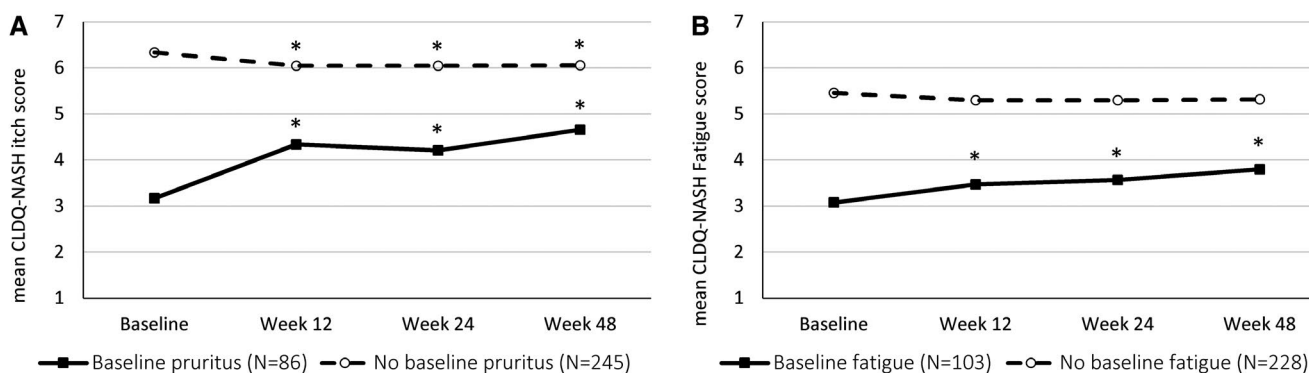 A
mean CLDQ-NASH itch score
7
6
5
4
3
2
1
* * *
* * *
Baseline Week 12 Week 24 Week 48
Baseline pruritus (N=86) No baseline pruritus (N=245)
B
mean CLDQ-NASH Fatigue score
7
6
5
4
3
2
1
* * *
Baseline Week 12 Week 24 Week 48
Baseline fatigue (N=103) No baseline fatigue (N=228)